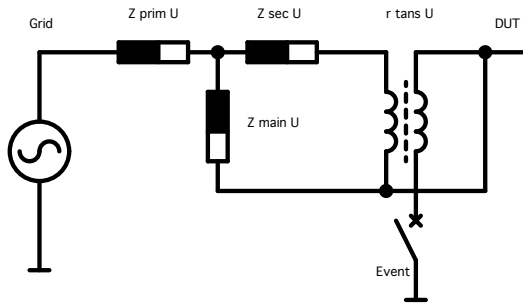 Z prim U
Z sec U
r tans U
Grid
DUT
Z main U
Event